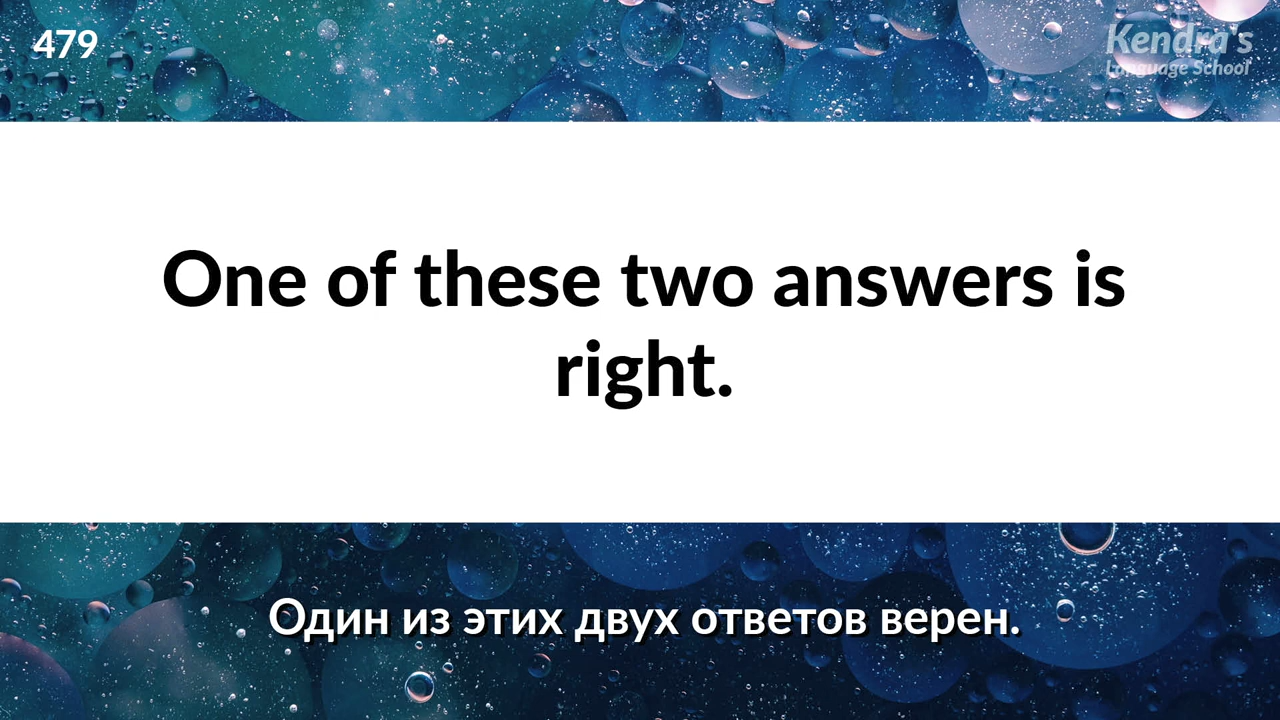 479
Kendra's
Language School
One of these two answers is
right.
Один из этих двух ответов верен.